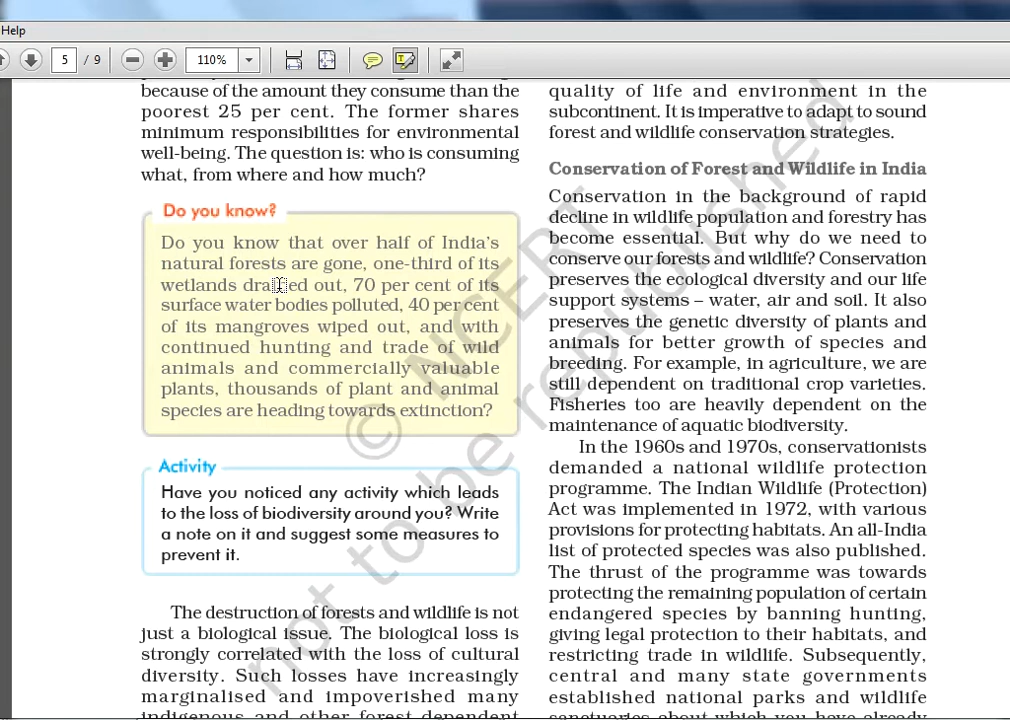 Help
5 / 9
110%
because of the amount they consume than the
poorest 25 per cent. The former shares
minimum responsibilities for environmental
well-being. The question is: who is consuming
what, from where and how much?
Do you know?
Do you know that over half of India's
natural forests are gone, one-third of its
wetlands drained out, 70 per cent of its
surface water bodies polluted, 40 per cent
of its mangroves wiped out, and with
continued hunting and trade of wild
animals and commercially valuable
plants, thousands of plant and animal
species are heading towards extinction?
Activity
Have you noticed any activity which leads
to the loss of biodiversity around you? Write
a note on it and suggest some measures to
prevent it.
The destruction of forests and wildlife is not
just a biological issue. The biological loss is
strongly correlated with the loss of cultural
diversity. Such losses have increasingly
marginalised and impoverished many
indigenous and other forest dependent
quality of life and environment in the
subcontinent. It is imperative to adapt to sound
forest and wildlife conservation strategies.
Conservation of Forest and Wildlife in India
Conservation in the background of rapid
decline in wildlife population and forestry has
become essential. But why do we need to
conserve our forests and wildlife? Conservation
preserves the ecological diversity and our life
support systems – water, air and soil. It also
preserves the genetic diversity of plants and
animals for better growth of species and
breeding. For example, in agriculture, we are
still dependent on traditional crop varieties.
Fisheries too are heavily dependent on the
maintenance of aquatic biodiversity.
In the 1960s and 1970s, conservationists
demanded a national wildlife protection
programme. The Indian Wildlife (Protection)
Act was implemented in 1972, with various
provisions for protecting habitats. An all-India
list of protected species was also published.
The thrust of the programme was towards
protecting the remaining population of certain
endangered species by banning hunting,
giving legal protection to their habitats, and
restricting trade in wildlife. Subsequently,
central and many state governments
established national parks and wildlife
sanctuaries about which you have already
© NCERT
not to be republished